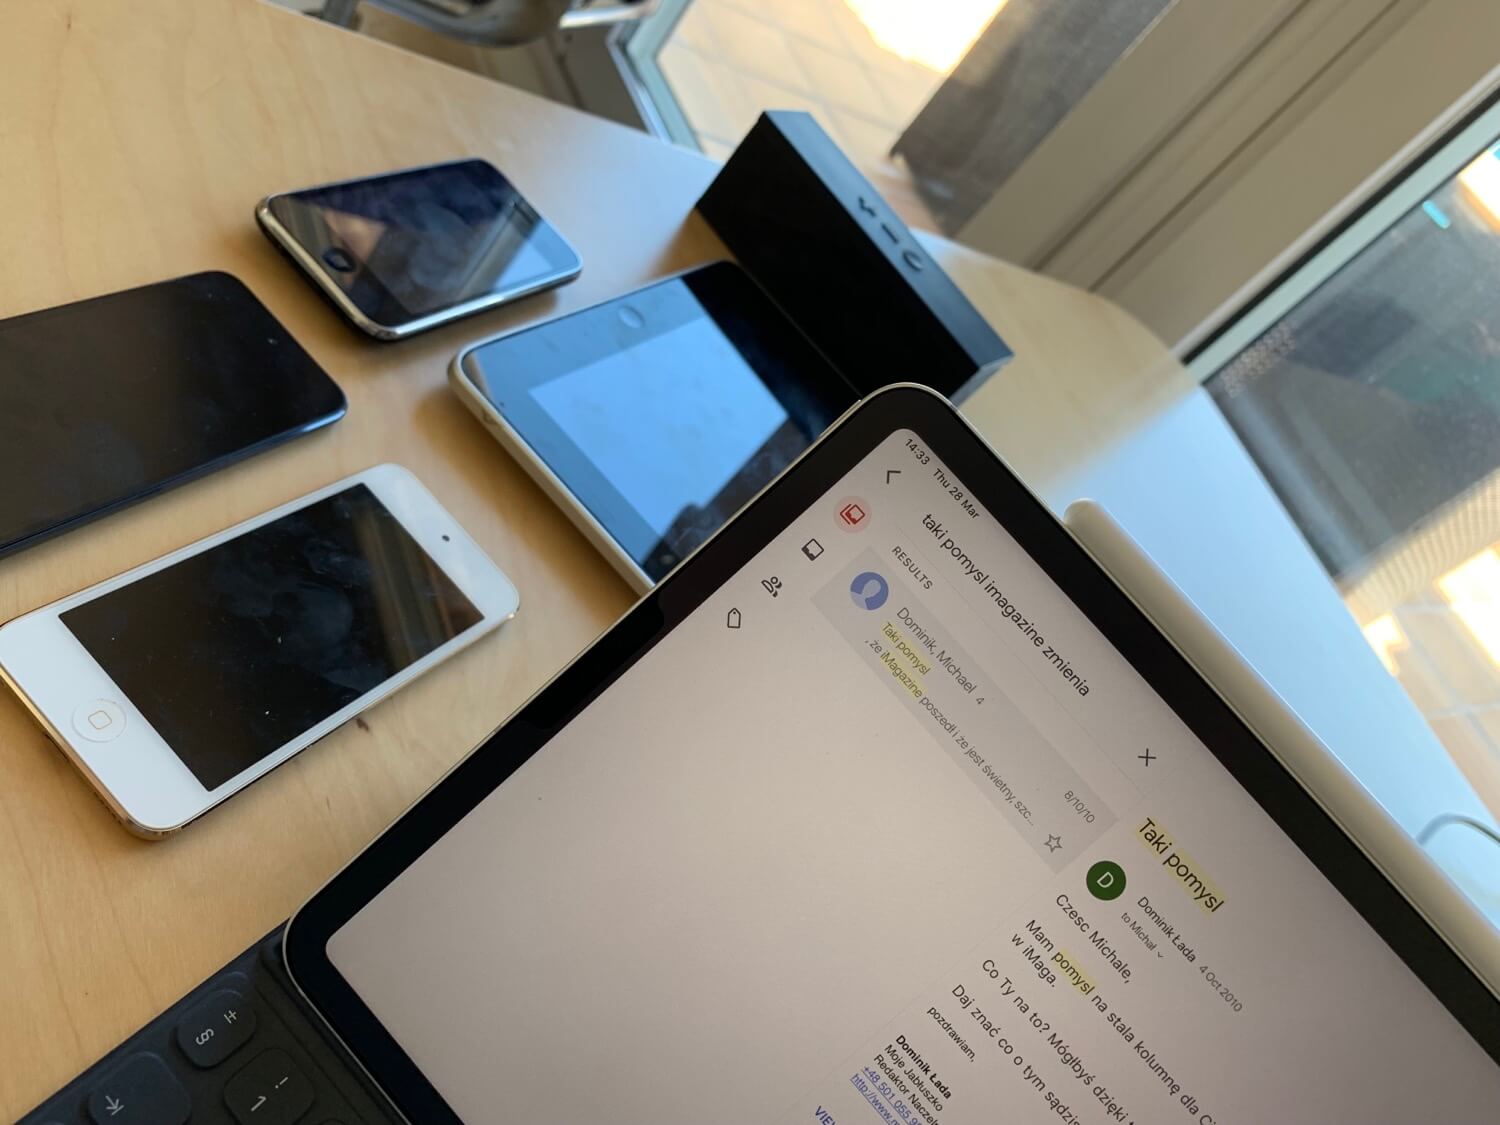 14:33 Thu 28 Mar
taki pomysl imagazine zmienia
RESULTS
Dominik, Michael 4
Taki pomysl
, że iMagazine poszedł i że jest świetny, szc...
8/10/10
Taki pomysl
D
Dominik Łada 4 Oct 2010
to Michał
Czesc Michale,
Mam pomysl na stala kolumnę dla
w iMaga.
Co Ty na to? Mógłbyś dzięki
Daj znać co o tym
pozdrawiam,
Dominik Łada
Moje Jabłuszko
Redaktor
+48 501 055
http://www.
±
§
!
1